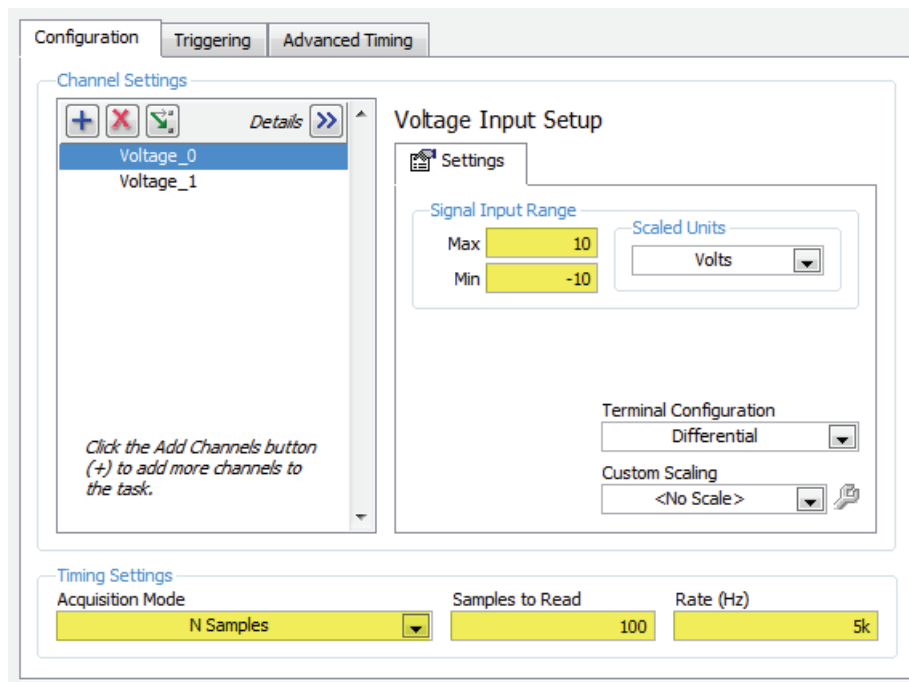 Configuration
Triggering
Advanced Timing
Channel Settings
Details
Voltage_0
Voltage_1
Click the Add Channels button
(+) to add more channels to
the task.
Voltage Input Setup
Settings
Signal Input Range
Max 10
Min -10
Scaled Units
Volts
Terminal Configuration
Differential
Custom Scaling
<No Scale>
Timing Settings
Acquisition Mode
N Samples
Samples to Read
100
Rate (Hz)
5k